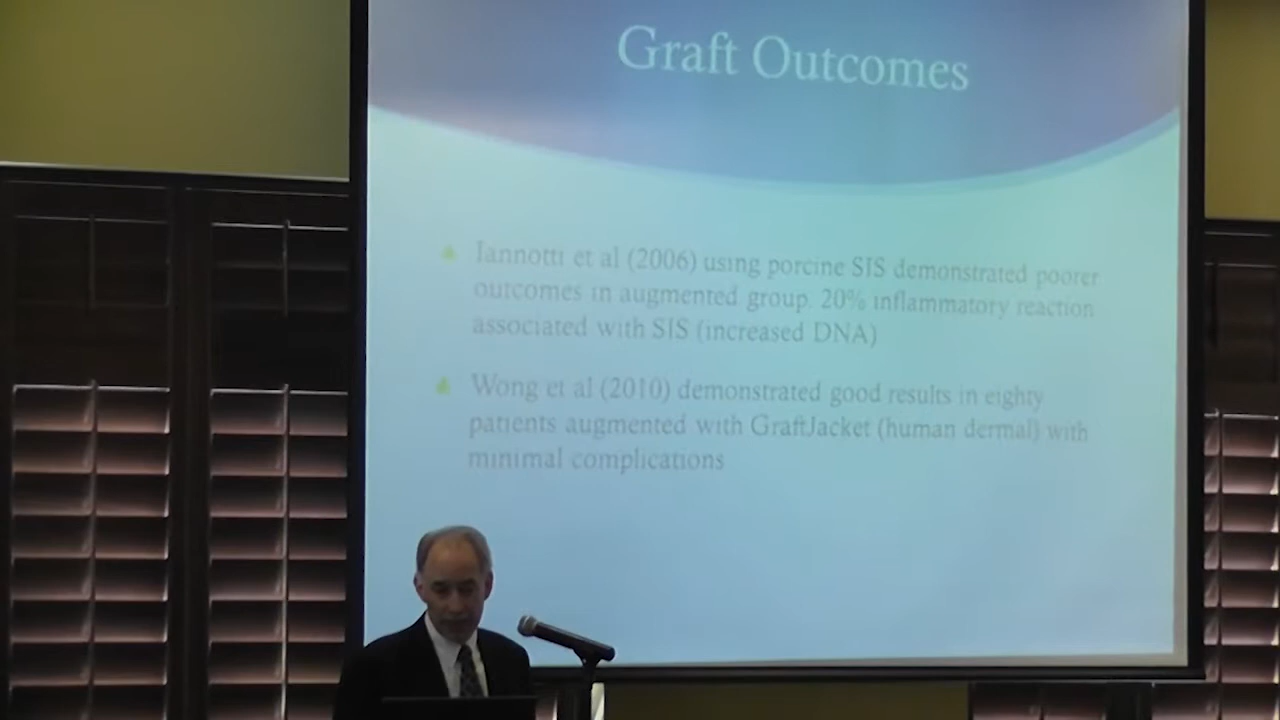 Graft Outcomes
Iannotti et al (2006) using porcine SIS demonstrated poorer
outcomes in augmented group. 20% inflammatory reaction
associated with SIS (increased DNA)
Wong et al (2010) demonstrated good results in eighty
patients augmented with GraftJacket (human dermal) with
minimal complications